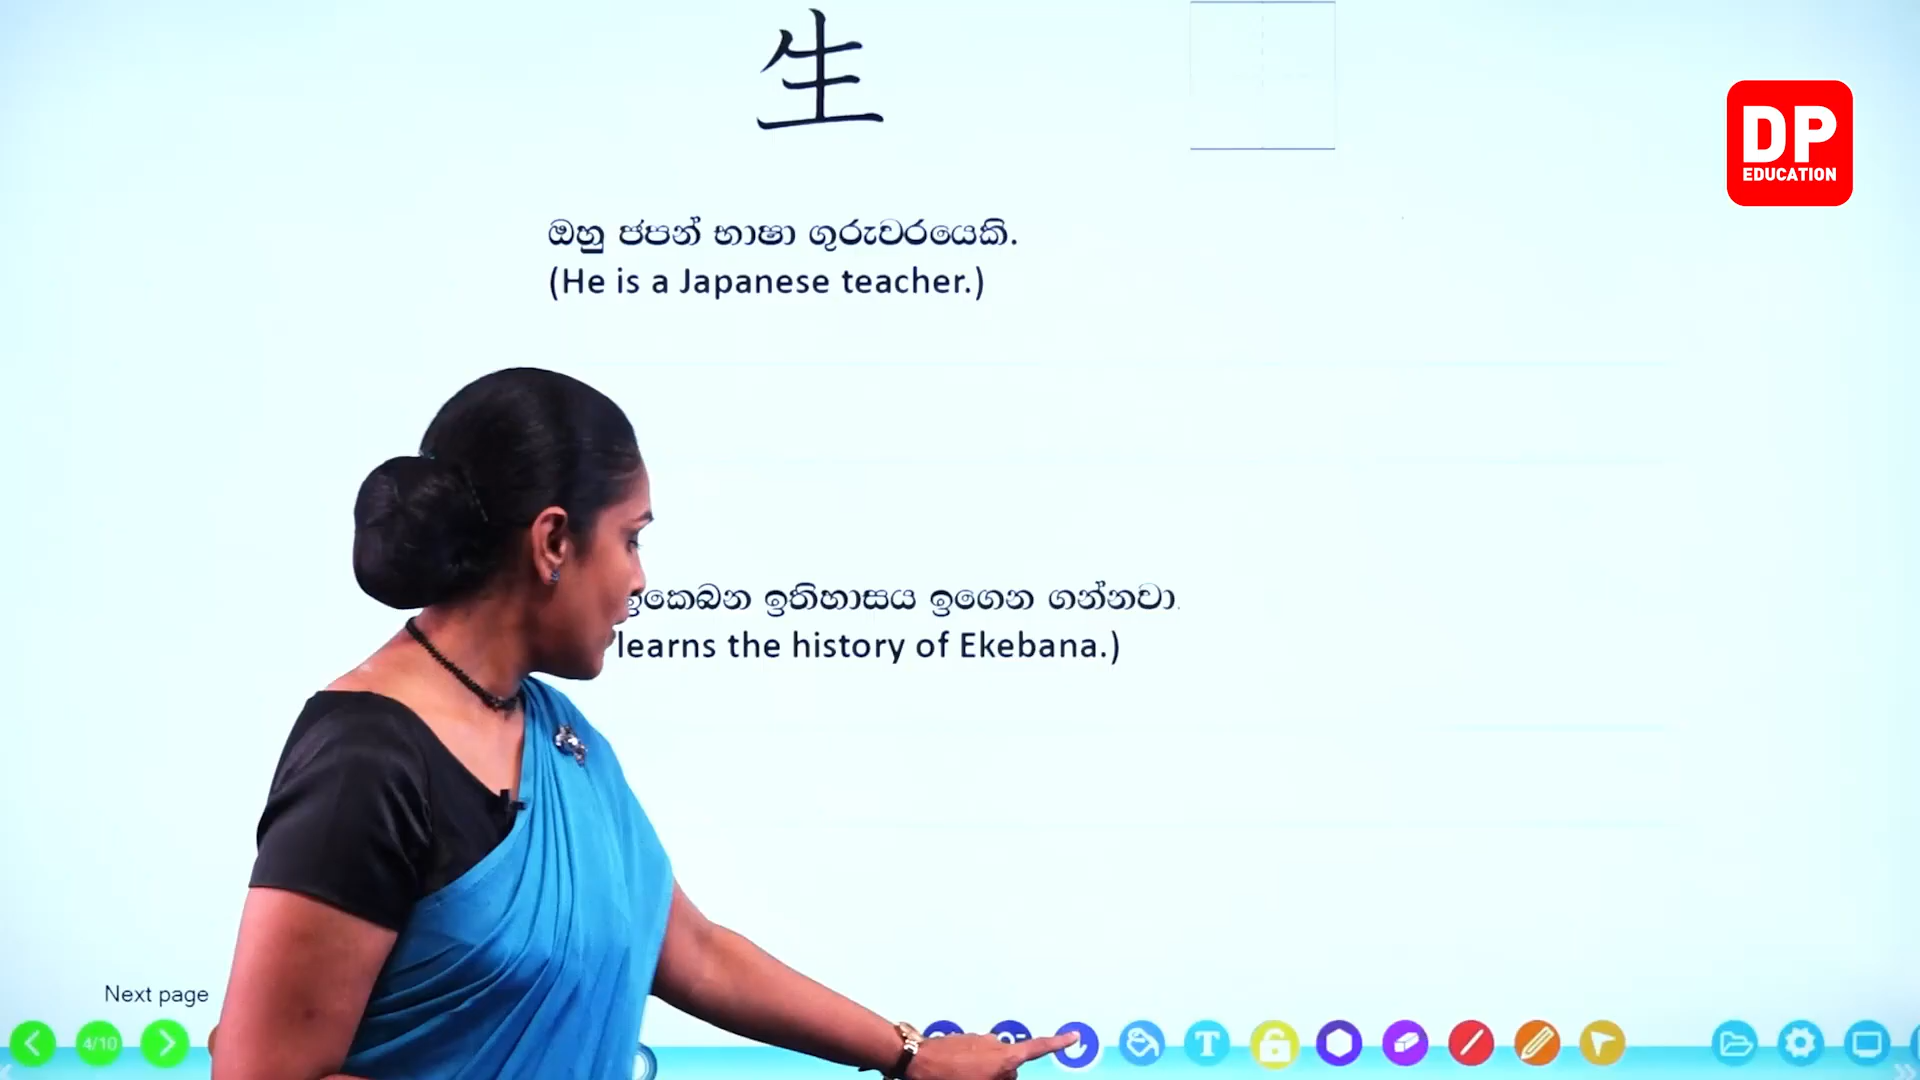 生
DP
EDUCATION
ඔහු ජපන් භාෂා ගුරුවරයෙකි.
(He is a Japanese teacher.)
ඉකෙබන ඉතිහාසය ඉගෙන ගන්නවා.
learns the history of Ekebana.)
Next page
4/10
T